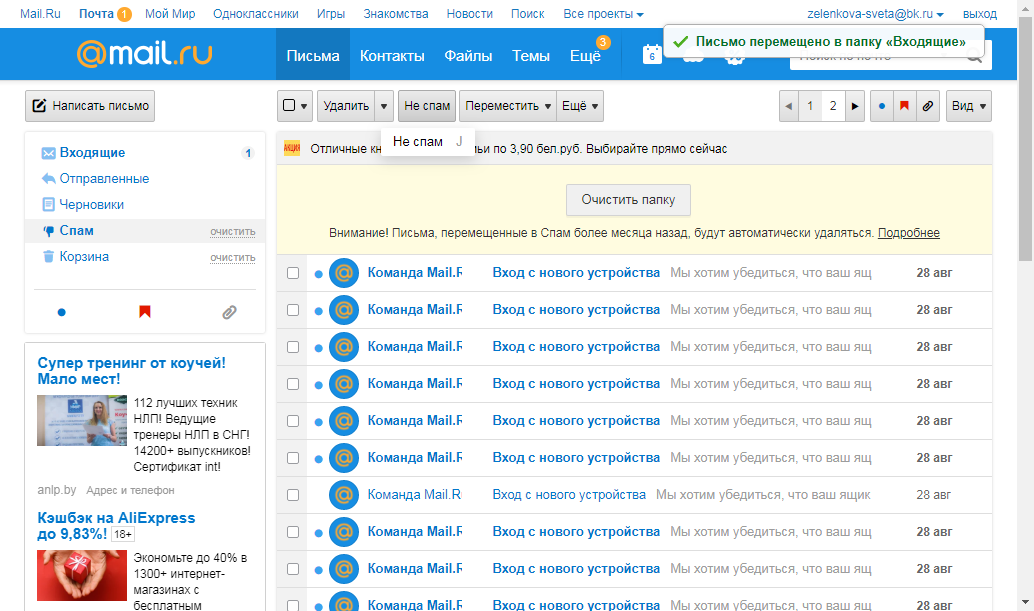 Mail.Ru Почта 1 Мой Мир Одноклассники Игры Знакомства Новости Поиск Все проекты zelenkova-sveta@bk.ru выход
@mail.ru Письма Контакты Файлы Темы Ещё 3 6
Письмо перемещено в папку «Входящие»
Написать письмо Удалить Не спам Переместить Ещё 1 2 Вид
Не спам J
Отличные кн ьи по 3,90 бел.руб. Выбирайте прямо сейчас
Очистить папку
Внимание! Письма, перемещенные в Спам более месяца назад, будут автоматически удаляться. Подробнее
Входящие 1
Отправленные
Черновики
Спам очистить
Корзина очистить
Команда Mail.R Вход с нового устройства Мы хотим убедиться, что ваш ящ 28 авг
Команда Mail.R Вход с нового устройства Мы хотим убедиться, что ваш ящ 28 авг
Команда Mail.R Вход с нового устройства Мы хотим убедиться, что ваш ящ 28 авг
Команда Mail.R Вход с нового устройства Мы хотим убедиться, что ваш ящ 28 авг
Команда Mail.R Вход с нового устройства Мы хотим убедиться, что ваш ящ 28 авг
Команда Mail.R Вход с нового устройства Мы хотим убедиться, что ваш ящ 28 авг
Команда Mail.R Вход с нового устройства Мы хотим убедиться, что ваш ящик 28 авг
Команда Mail.R Вход с нового устройства Мы хотим убедиться, что ваш ящ 28 авг
Команда Mail.R Вход с нового устройства Мы хотим убедиться, что ваш ящ 28 авг
Команда Mail.R Вход с нового устройства Мы хотим убедиться, что ваш ящ 28 авг
Супер тренинг от коучей!
Мало мест!
112 лучших техник
НЛП! Ведущие
тренеры НЛП в СНГ!
14200+ выпускников!
Сертификат int!
anlp.by Адрес и телефон
Кэшбэк на AliExpress
до 9,83%! 18+
Экономьте до 40% в
1300+ интернет-
магазинах с
бесплатным